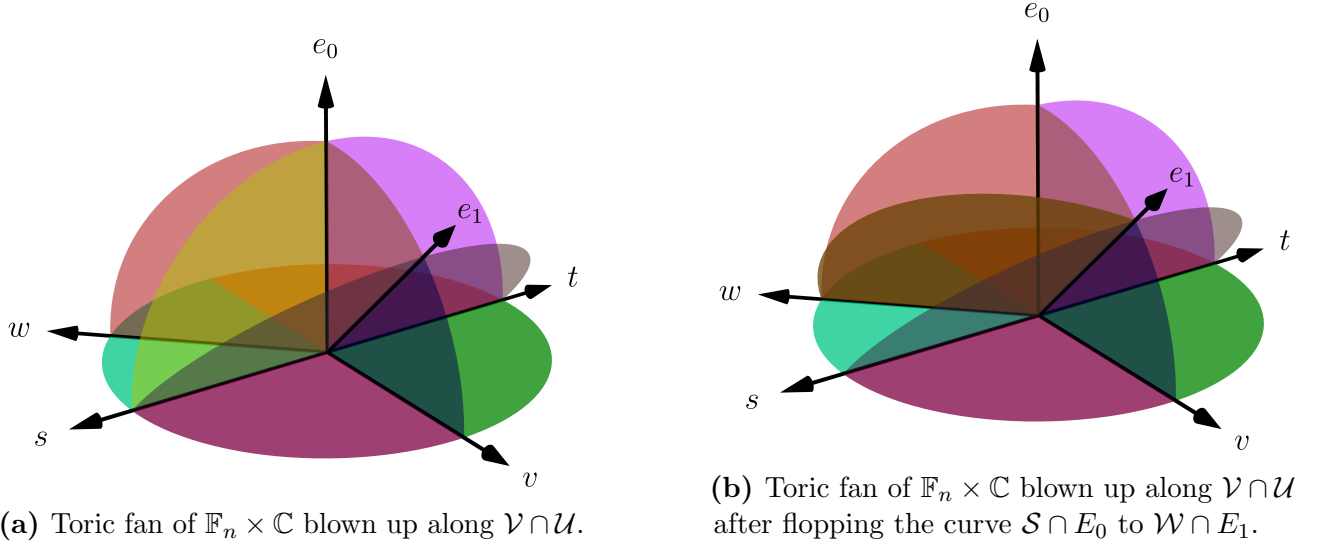 e₀
e₁
t
w
s
v
(a) Toric fan of 𝔽ₙ × ℂ blown up along 𝒱 ∩ 𝒰.
e₀
e₁
t
w
s
v
(b) Toric fan of 𝔽ₙ × ℂ blown up along 𝒱 ∩ 𝒰
after flopping the curve 𝒮 ∩ E₀ to 𝒲 ∩ E₁.